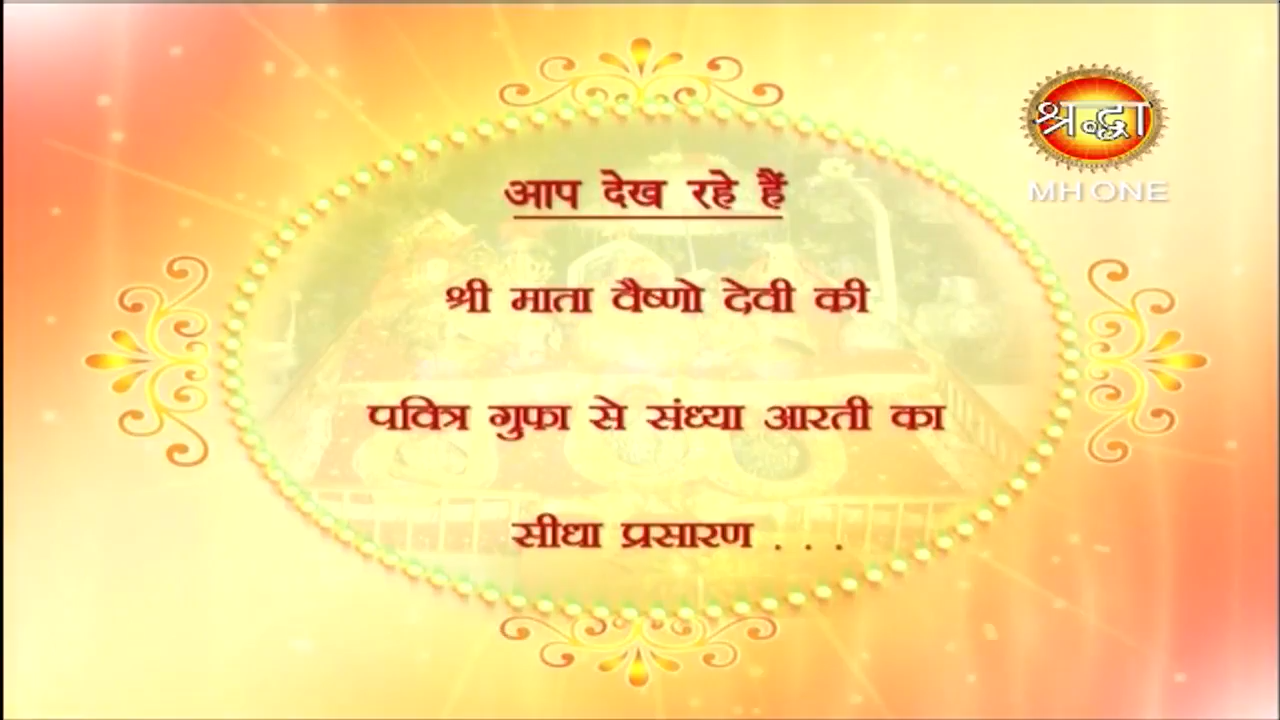 श्रद्धा
MH ONE
आप देख रहे हैं
श्री माता वैष्णो देवी की
पवित्र गुफा से संध्या आरती का
सीधा प्रसारण . . .